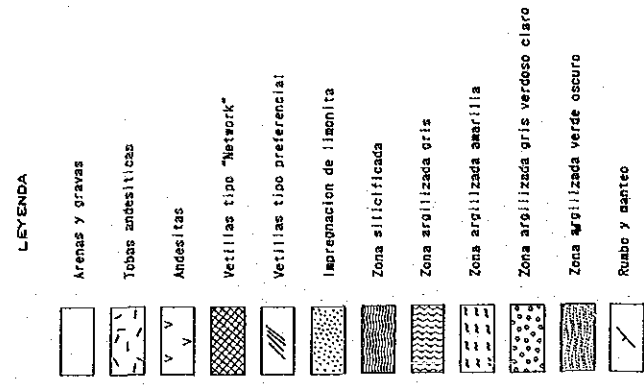 LEYENDA
Arenas y gravas
Tobas andesiticas
Andesitas
Vetillas tipo "Network"
Vetillas tipo preferencial
Impregnacion de limonita
Zona silicificada
Zona argilizada gris
Zona argilizada amarilla
Zona argilizada gris verdoso claro
Zona argilizada verde oscuro
Rumbo y manteo